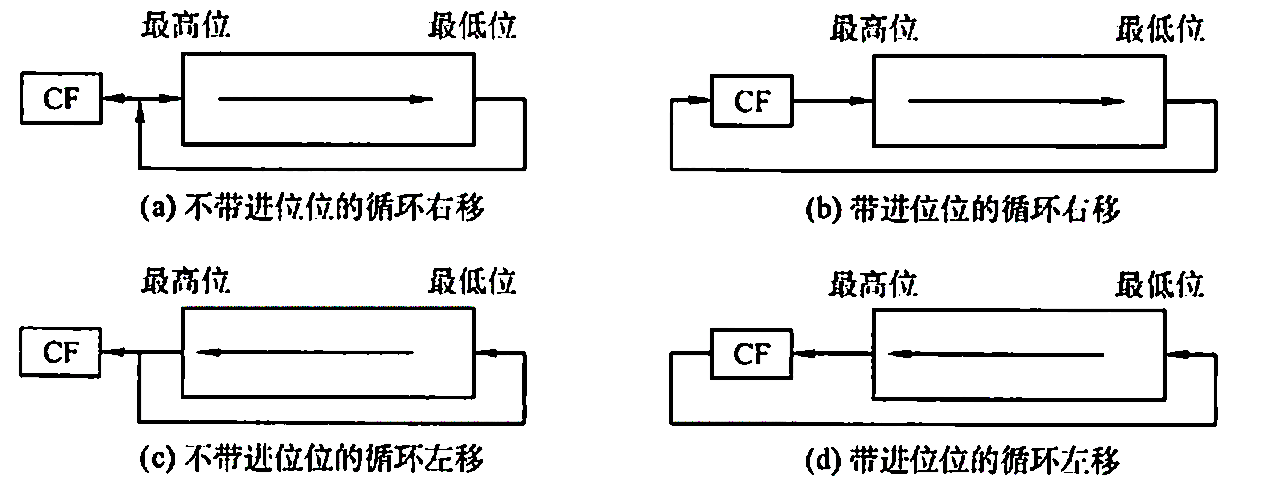 最高位 最低位 最高位 最低位
CF CF
(a) 不带进位位的循环右移 (b) 带进位位的循环右移
最高位 最低位 最高位 最低位
CF CF
(c) 不带进位位的循环左移 (d) 带进位位的循环左移